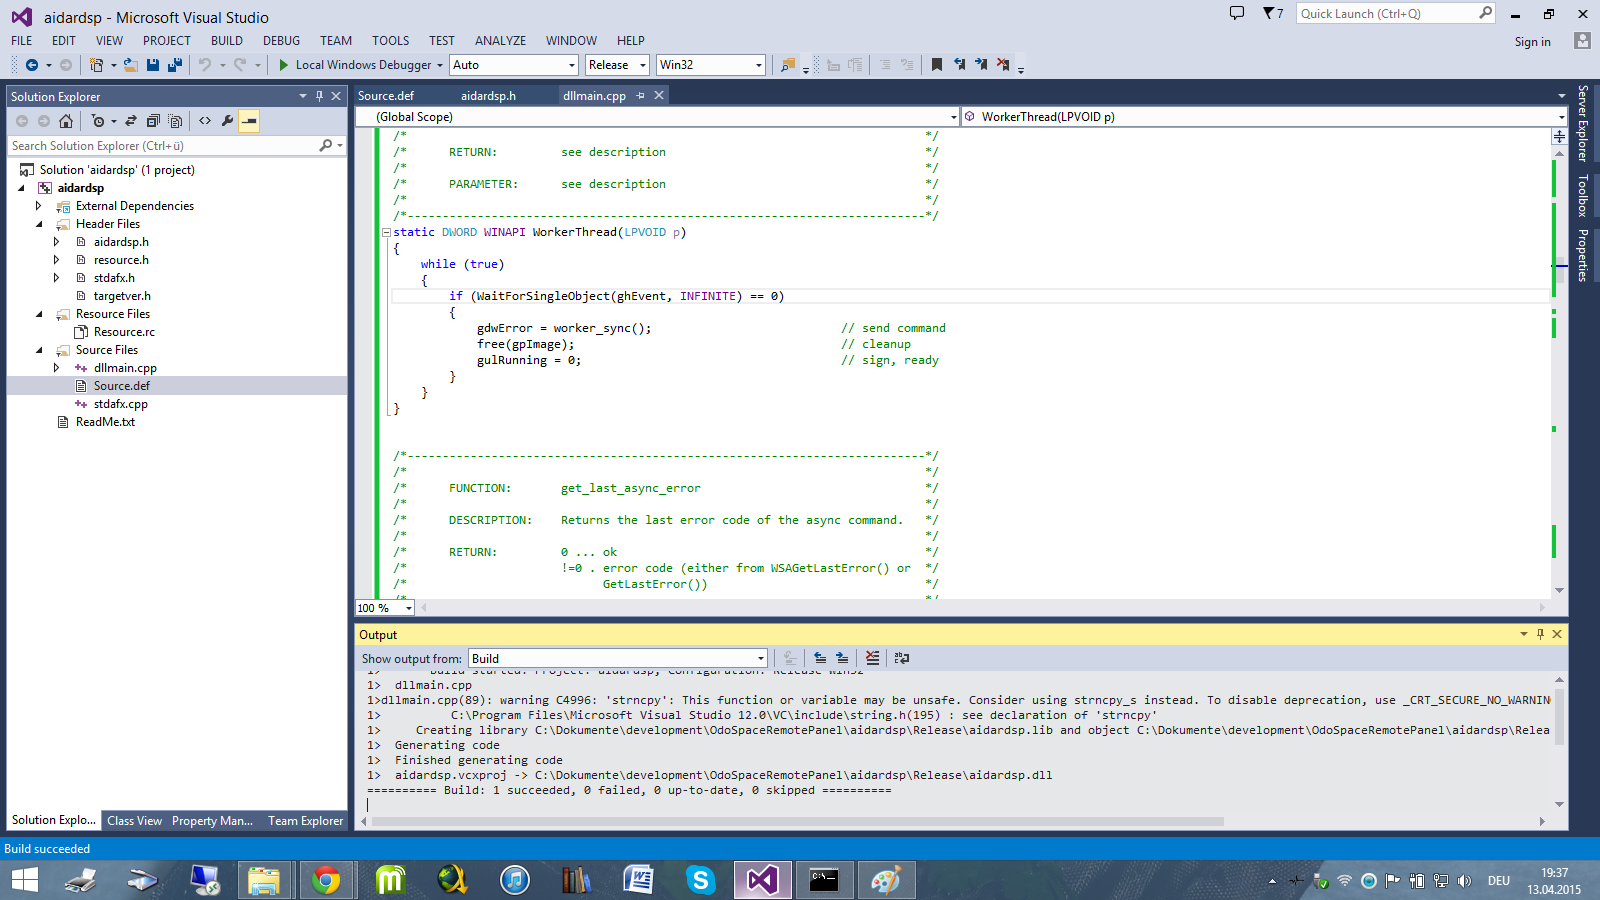 aidardsp - Microsoft Visual Studio
7
Quick Launch (Ctrl+Q)
FILE EDIT VIEW PROJECT BUILD DEBUG TEAM TOOLS TEST ANALYZE WINDOW HELP
Sign in
Local Windows Debugger Auto Release Win32
Solution Explorer
Search Solution Explorer (Ctrl+ü)
Solution 'aidardsp' (1 project)
aidardsp
External Dependencies
Header Files
aidardsp.h
resource.h
stdafx.h
targetver.h
Resource Files
Resource.rc
Source Files
dllmain.cpp
Source.def
stdafx.cpp
ReadMe.txt
Solution Explo... Class View Property Man... Team Explorer
Source.def aidardsp.h dllmain.cpp
(Global Scope) WorkerThread(LPVOID p)
/* */
/* RETURN: see description */
/* */
/* PARAMETER: see description */
/* */
/*--------------------------------------------------------------------------*/
static DWORD WINAPI WorkerThread(LPVOID p)
{
while (true)
{
if (WaitForSingleObject(ghEvent, INFINITE) == 0)
{
gdwError = worker_sync(); // send command
free(gpImage); // cleanup
gulRunning = 0; // sign, ready
}
}
}
/*--------------------------------------------------------------------------*/
/* */
/* FUNCTION: get_last_async_error */
/* */
/* DESCRIPTION: Returns the last error code of the async command. */
/* */
/* RETURN: 0 ... ok */
/* !=0 . error code (either from WSAGetLastError() or */
/* GetLastError()) */
/* */
100 %
Server Explorer
Toolbox
Properties
Output
Show output from: Build
1> Build started: Project: aidardsp, Configuration: Release Win32
1> dllmain.cpp
1>dllmain.cpp(89): warning C4996: 'strncpy': This function or variable may be unsafe. Consider using strncpy_s instead. To disable deprecation, use _CRT_SECURE_NO_WARNIN
1> C:\Program Files\Microsoft Visual Studio 12.0\VC\include\string.h(195) : see declaration of 'strncpy'
1> Creating library C:\Dokumente\development\OdoSpaceRemotePanel\aidardsp\Release\aidardsp.lib and object C:\Dokumente\development\OdoSpaceRemotePanel\aidardsp\Relea
1> Generating code
1> Finished generating code
1> aidardsp.vcxproj -> C:\Dokumente\development\OdoSpaceRemotePanel\aidardsp\Release\aidardsp.dll
========== Build: 1 succeeded, 0 failed, 0 up-to-date, 0 skipped ==========
Build succeeded
DEU
19:37
13.04.2015